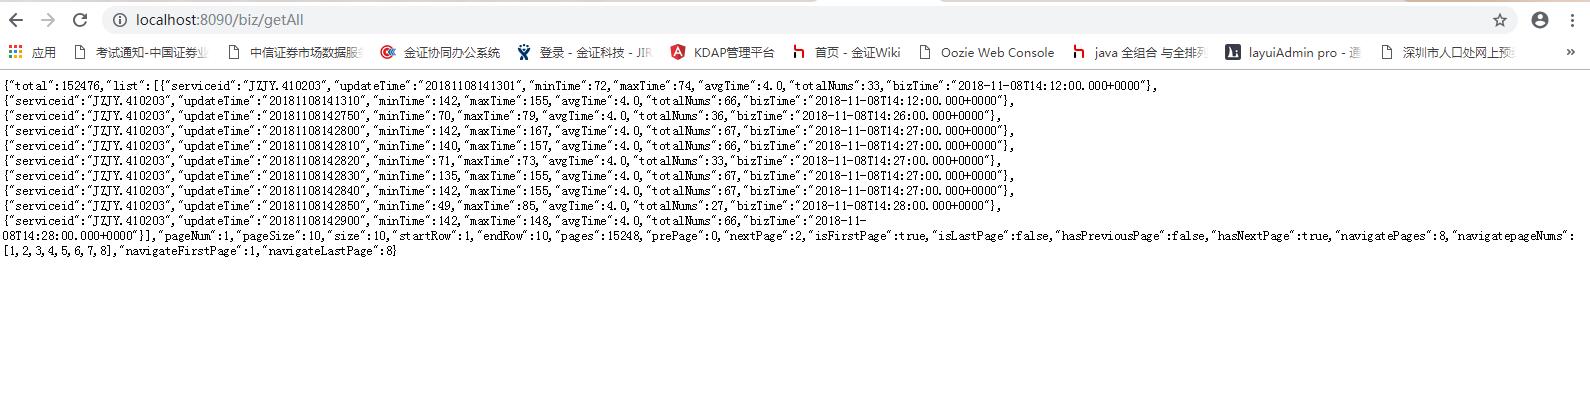 localhost:8090/biz/getAll
应用 考试通知-中国证券业 中信证券市场数据服务 金证协同办公系统 登录 - 金证科技 - JIR KDAP管理平台 首页 - 金证Wiki Oozie Web Console java 全组合 与全排列 layuiAdmin pro - 通 深圳市人口处网上预 »
{"total":152476,"list":[{"serviceid":"JZJY.410203","updateTime":"20181108141301","minTime":72,"maxTime":74,"avgTime":4.0,"totalNums":33,"bizTime":"2018-11-08T14:12:00.000+0000"},
{"serviceid":"JZJY.410203","updateTime":"20181108141310","minTime":142,"maxTime":155,"avgTime":4.0,"totalNums":66,"bizTime":"2018-11-08T14:12:00.000+0000"},
{"serviceid":"JZJY.410203","updateTime":"20181108142750","minTime":70,"maxTime":79,"avgTime":4.0,"totalNums":36,"bizTime":"2018-11-08T14:26:00.000+0000"},
{"serviceid":"JZJY.410203","updateTime":"20181108142800","minTime":142,"maxTime":167,"avgTime":4.0,"totalNums":67,"bizTime":"2018-11-08T14:27:00.000+0000"},
{"serviceid":"JZJY.410203","updateTime":"20181108142810","minTime":140,"maxTime":157,"avgTime":4.0,"totalNums":66,"bizTime":"2018-11-08T14:27:00.000+0000"},
{"serviceid":"JZJY.410203","updateTime":"20181108142820","minTime":71,"maxTime":73,"avgTime":4.0,"totalNums":33,"bizTime":"2018-11-08T14:27:00.000+0000"},
{"serviceid":"JZJY.410203","updateTime":"20181108142830","minTime":135,"maxTime":155,"avgTime":4.0,"totalNums":67,"bizTime":"2018-11-08T14:27:00.000+0000"},
{"serviceid":"JZJY.410203","updateTime":"20181108142840","minTime":142,"maxTime":155,"avgTime":4.0,"totalNums":67,"bizTime":"2018-11-08T14:27:00.000+0000"},
{"serviceid":"JZJY.410203","updateTime":"20181108142850","minTime":49,"maxTime":85,"avgTime":4.0,"totalNums":27,"bizTime":"2018-11-08T14:28:00.000+0000"},
{"serviceid":"JZJY.410203","updateTime":"20181108142900","minTime":142,"maxTime":148,"avgTime":4.0,"totalNums":66,"bizTime":"2018-11-
08T14:28:00.000+0000"}],"pageNum":1,"pageSize":10,"size":10,"startRow":1,"endRow":10,"pages":15248,"prePage":0,"nextPage":2,"isFirstPage":true,"isLastPage":false,"hasPreviousPage":false,"hasNextPage":true,"navigatePages":8,"navigatepageNums":
[1,2,3,4,5,6,7,8],"navigateFirstPage":1,"navigateLastPage":8}